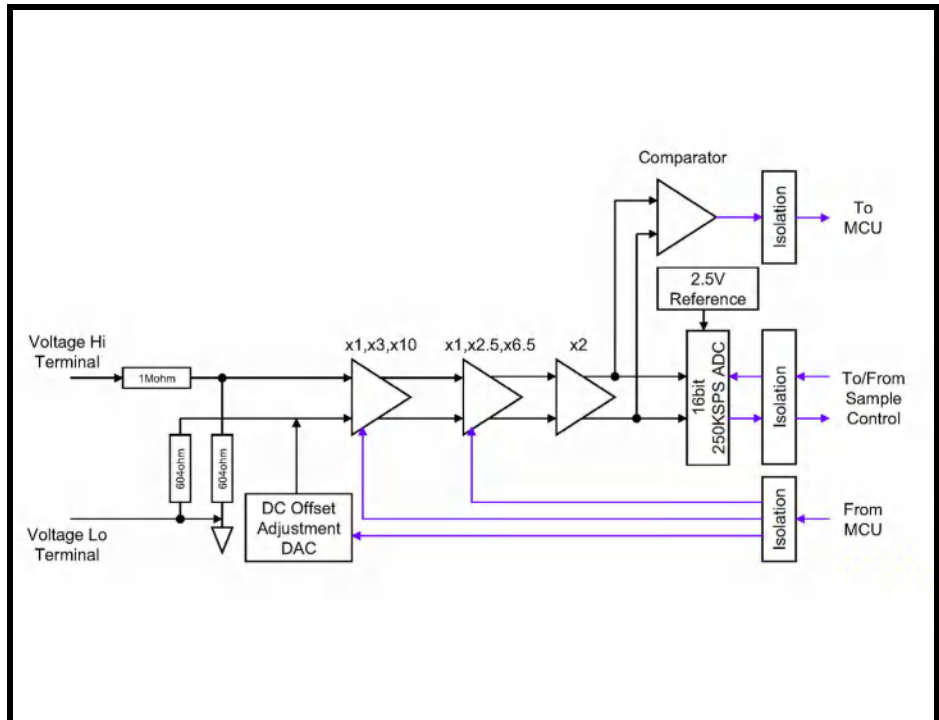 Comparator
Isolation
To
MCU
2.5V
Reference
Voltage Hi
Terminal
x1,x3,x10
x1,x2.5,x6.5
x2
1Mohm
16bit
250KSPS ADC
Isolation
To/From
Sample
Control
604ohm
604ohm
DC Offset
Adjustment
DAC
Voltage Lo
Terminal
Isolation
From
MCU